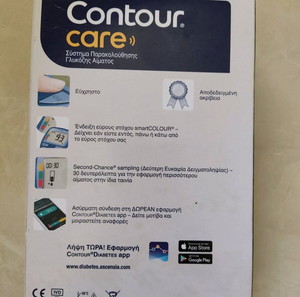 Contour®
care
Σύστημα Παρακολούθησης
Γλυκόζης Αίματος
Εύχρηστο
Αποδεδειγμένη
ακρίβεια
Ένδειξη εύρους στόχου smartCOLOUR® –
Δείχνει εάν είστε εντός, πάνω ή κάτω από
το εύρος στόχου σας
Second-Chance® sampling (Δεύτερη Ευκαιρία Δειγματοληψίας) –
30 δευτερόλεπτα για την εφαρμογή περισσότερου
αίματος στην ίδια ταινία
Ασύρματη σύνδεση στη ΔΩΡΕΑΝ εφαρμογή
CONTOUR®DIABETES app – Δείτε μοτίβα και
μοιραστείτε αναφορές
Λήψη ΤΩΡΑ! Εφαρμογή
CONTOUR®DIABETES app
www.diabetes.ascensia.com
App Store
Google Play
IVD